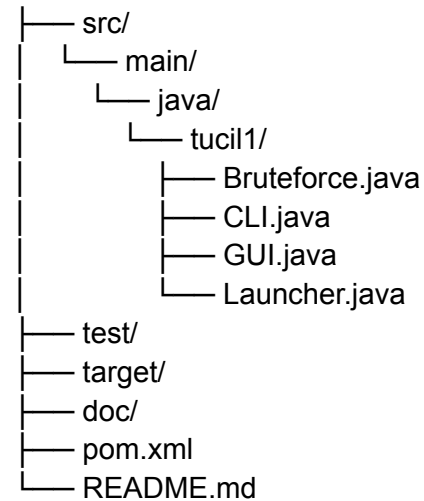 ├── src/
│   └── main/
│       └── java/
│           └── tucil1/
│               ├── Bruteforce.java
│               ├── CLI.java
│               ├── GUI.java
│               └── Launcher.java
├── test/
├── target/
├── doc/
├── pom.xml
└── README.md